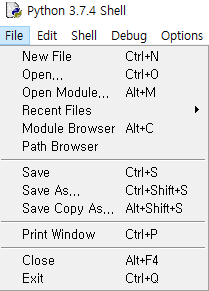 Python 3.7.4 Shell
File Edit Shell Debug Options
New File Ctrl+N
Open... Ctrl+O
Open Module... Alt+M
Recent Files
Module Browser Alt+C
Path Browser
Save Ctrl+S
Save As... Ctrl+Shift+S
Save Copy As... Alt+Shift+S
Print Window Ctrl+P
Close Alt+F4
Exit Ctrl+Q